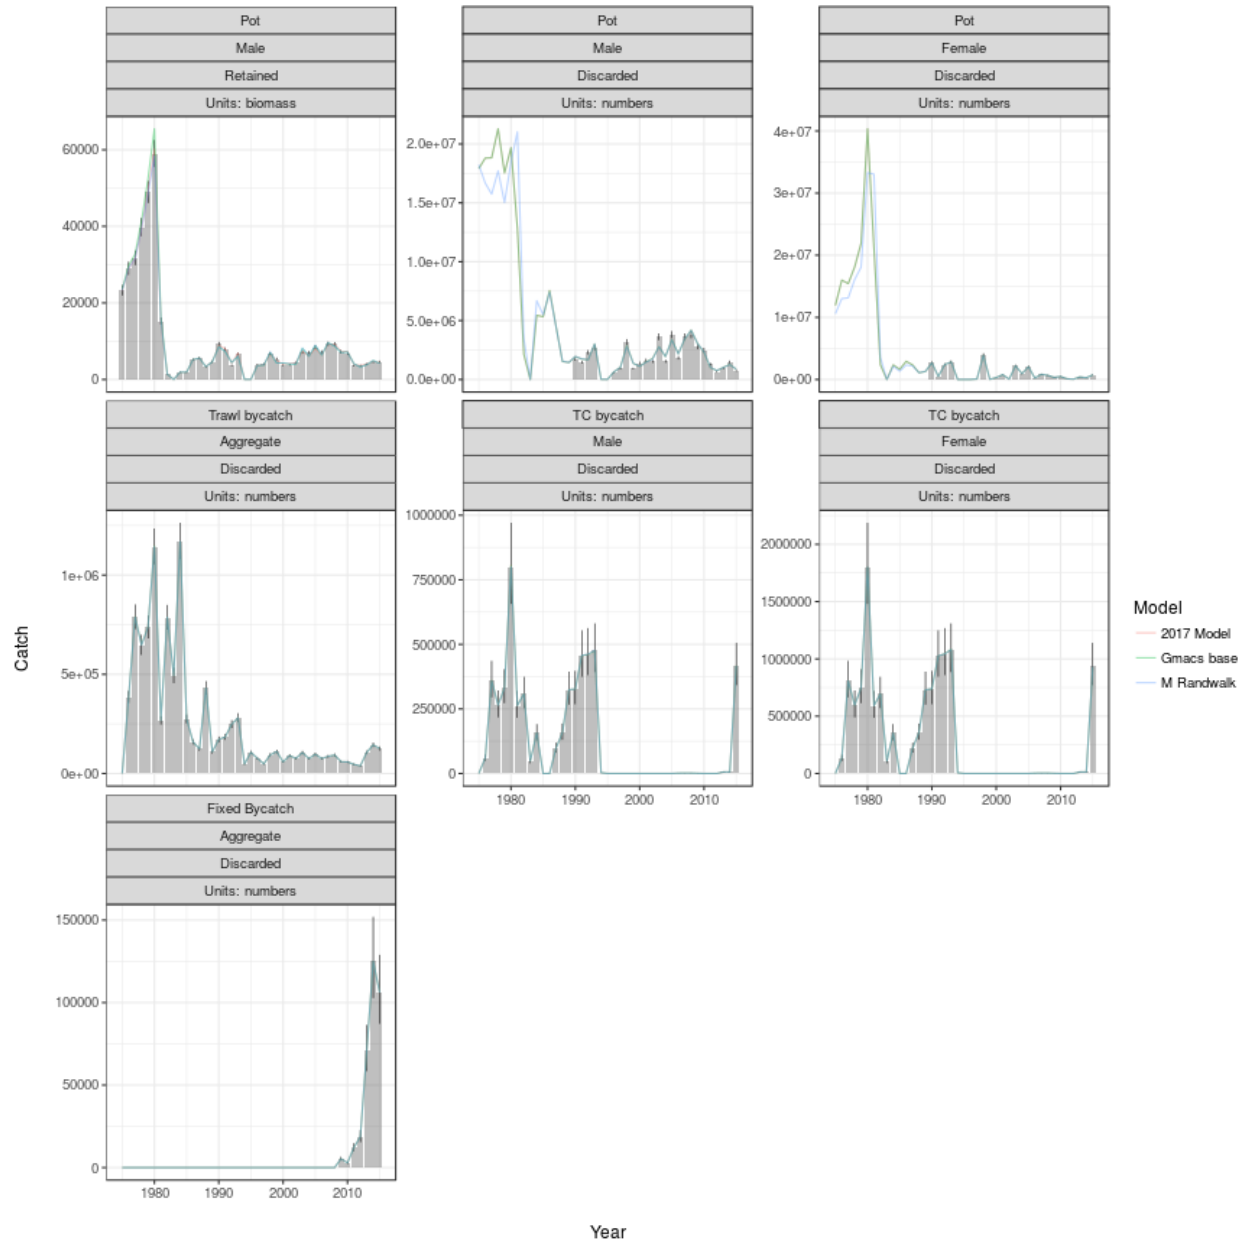 Pot
Male
Retained
Units: biomass
60000
40000
20000
0
Pot
Male
Discarded
Units: numbers
2.0e+07
1.5e+07
1.0e+07
5.0e+06
0.0e+00
Pot
Female
Discarded
Units: numbers
4e+07
3e+07
2e+07
1e+07
0e+00
Trawl bycatch
Aggregate
Discarded
Units: numbers
1e+06
5e+05
0e+00
TC bycatch
Male
Discarded
Units: numbers
1000000
750000
500000
250000
0
1980 1990 2000 2010
TC bycatch
Female
Discarded
Units: numbers
2000000
1500000
1000000
500000
0
1980 1990 2000 2010
Fixed Bycatch
Aggregate
Discarded
Units: numbers
150000
100000
50000
0
1980 1990 2000 2010
Catch
Year
Model
2017 Model
Gmacs base
M Randwalk